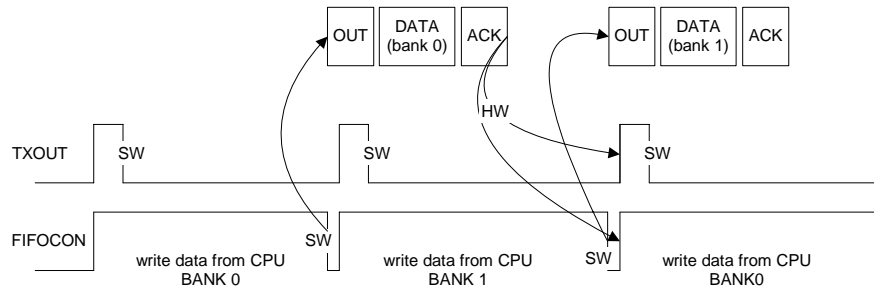 OUT DATA (bank 0) ACK OUT DATA (bank 1) ACK
HW
TXOUT SW SW SW
FIFOCON SW SW
write data from CPU write data from CPU write data from CPU
BANK 0 BANK 1 BANK0